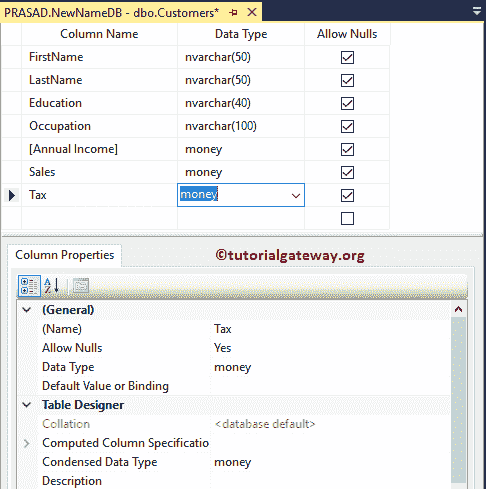 PRASAD.NewNameDB - dbo.Customers*
Column Name Data Type Allow Nulls
FirstName nvarchar(50)
LastName nvarchar(50)
Education nvarchar(40)
Occupation nvarchar(100)
[Annual Income] money
Sales money
Tax money
©tutorialgateway.org
Column Properties
(General)
(Name) Tax
Allow Nulls Yes
Data Type money
Default Value or Binding
Table Designer
Collation <database default>
Computed Column Specificatio
Condensed Data Type money
Description